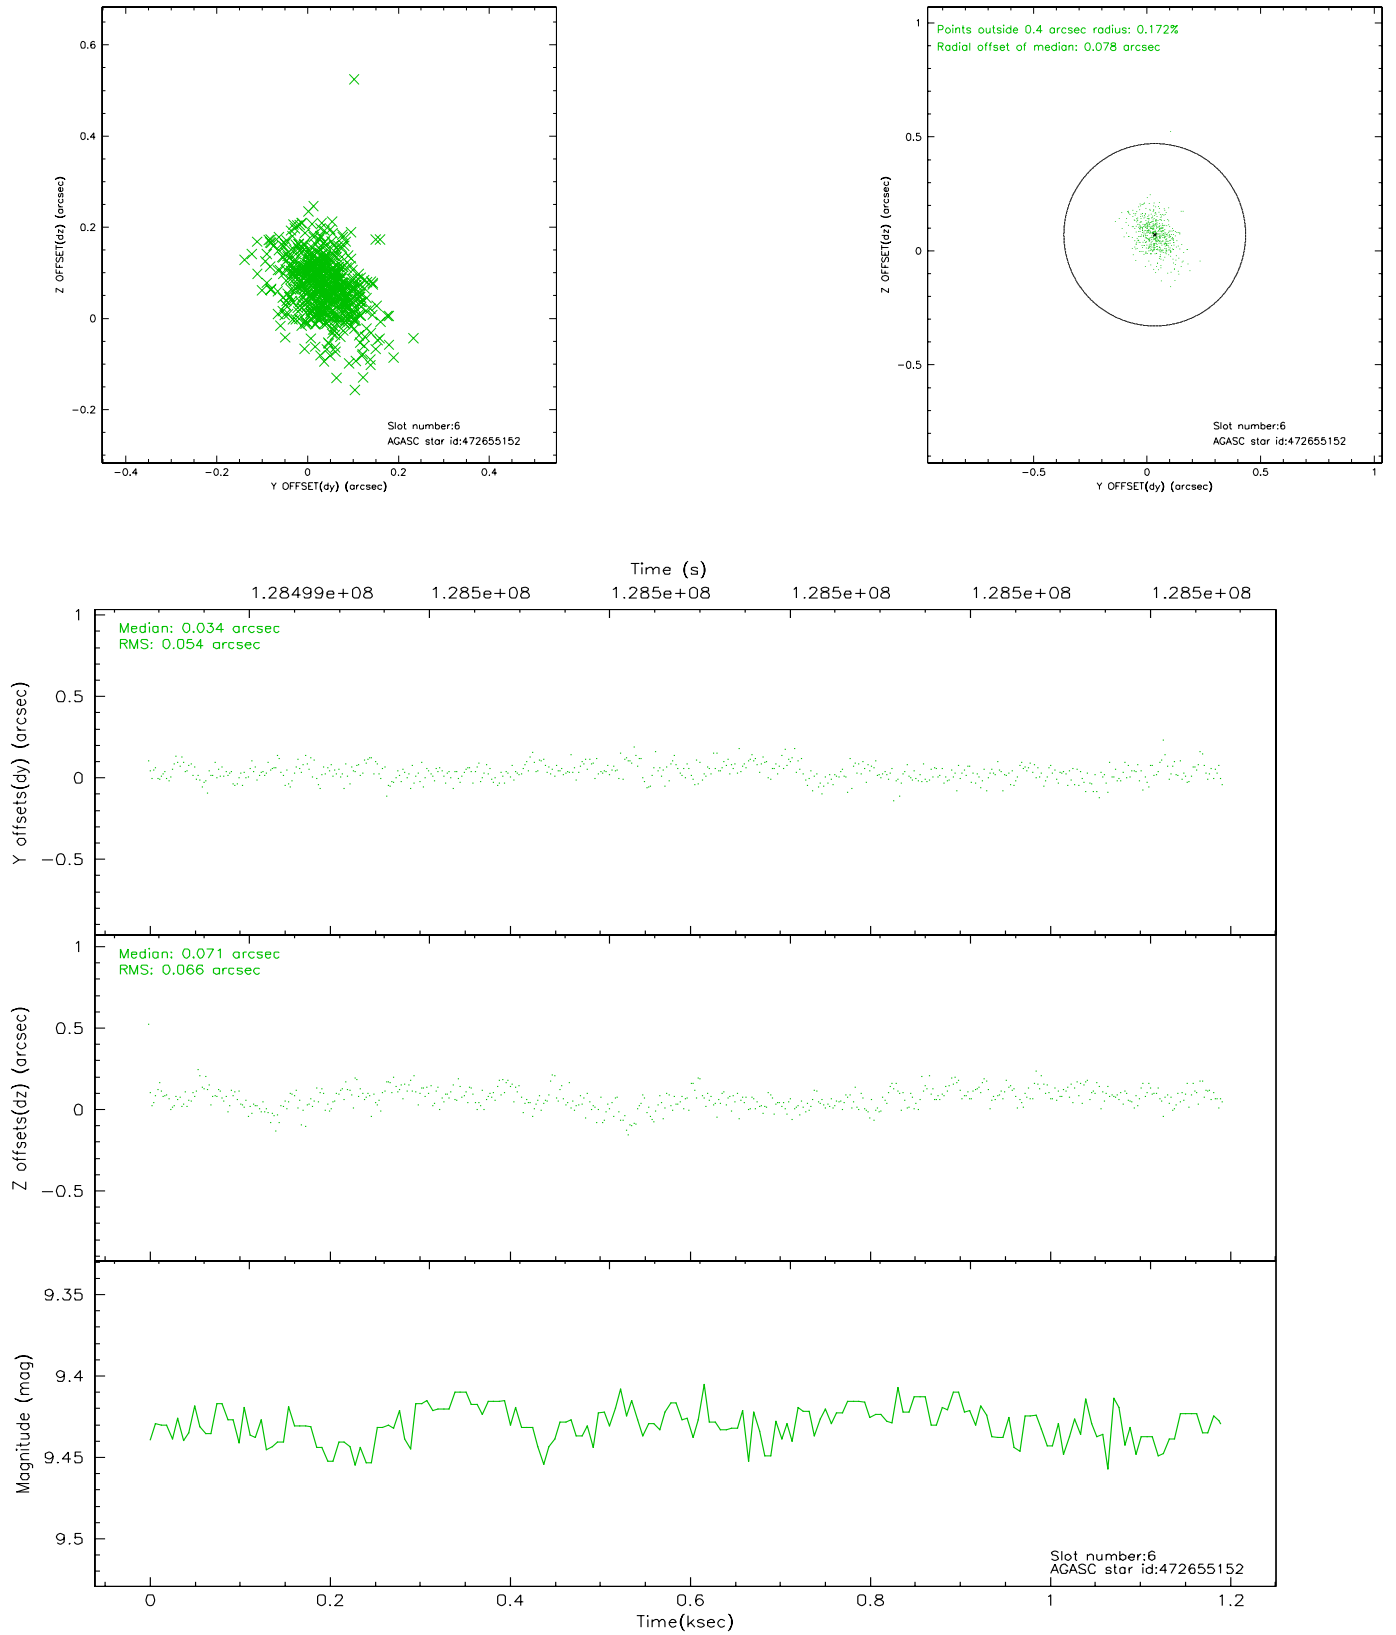 0.6
0.4
0.2
0
−0.2
Z OFFSET(dz) (arcsec)
Slot number:6
AGASC star id:472655152
−0.4 −0.2 0 0.2 0.4
Y OFFSET(dy) (arcsec)
Points outside 0.4 arcsec radius: 0.172%
Radial offset of median: 0.078 arcsec
1
0.5
0
−0.5
Z OFFSET(dz) (arcsec)
Slot number:6
AGASC star id:472655152
−0.5 0 0.5 1
Y OFFSET(dy) (arcsec)
Time (s)
1.28499e+08 1.285e+08 1.285e+08 1.285e+08 1.285e+08 1.285e+08
Median: 0.034 arcsec
RMS: 0.054 arcsec
1
0.5
0
−0.5
Y offsets(dy) (arcsec)
Median: 0.071 arcsec
RMS: 0.066 arcsec
1
0.5
0
−0.5
Z offsets(dz) (arcsec)
9.35
9.4
9.45
9.5
Magnitude (mag)
Slot number:6
AGASC star id:472655152
0 0.2 0.4 0.6 0.8 1 1.2
Time(ksec)